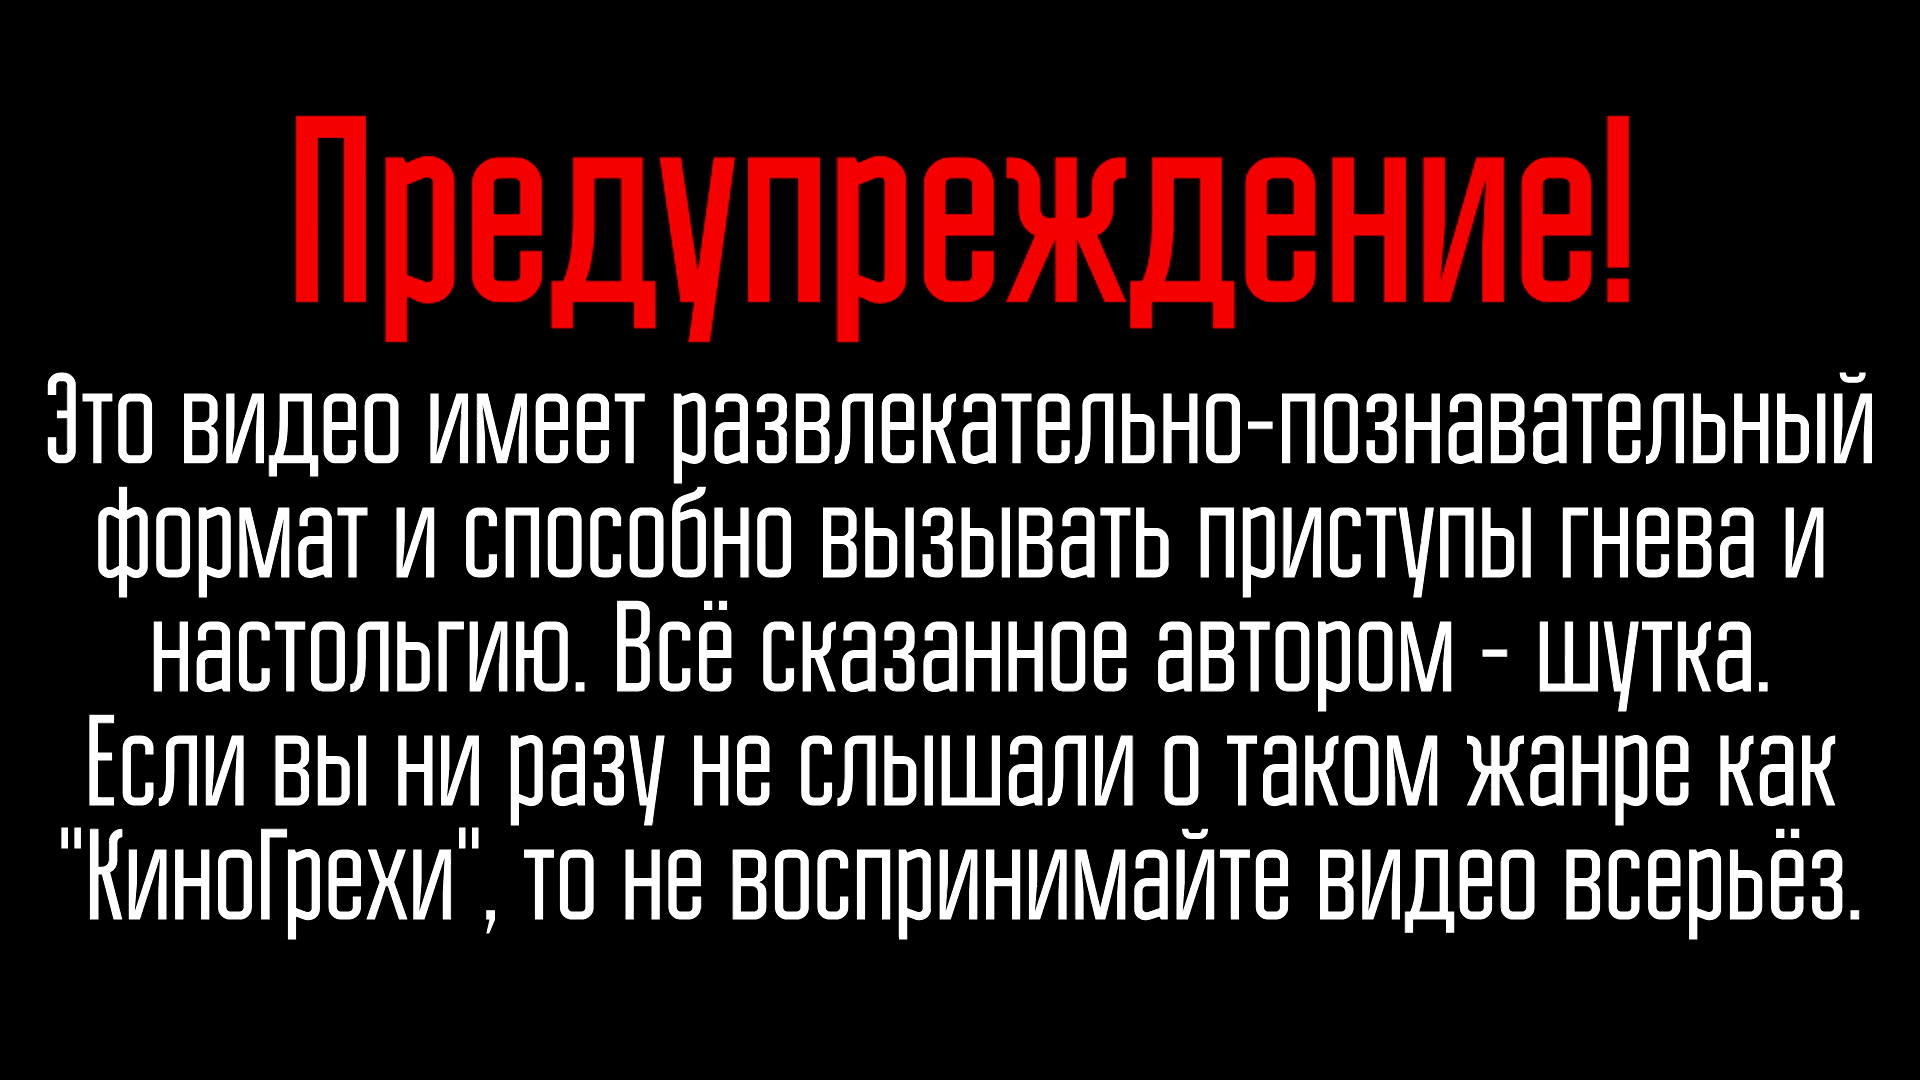 Предупреждение!
Это видео имеет развлекательно-познавательный
формат и способно вызывать приступы гнева и
настольгию. Всё сказанное автором - шутка.
Если вы ни разу не слышали о таком жанре как
"КиноГрехи", то не воспринимайте видео всерьёз.